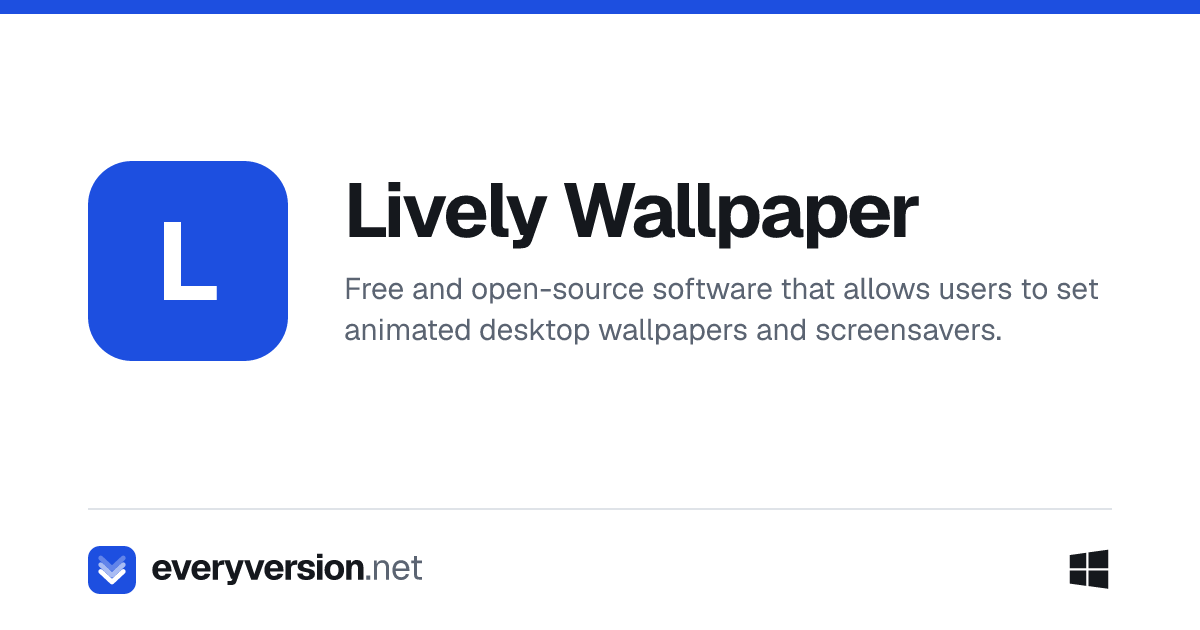 L
Lively Wallpaper
Free and open-source software that allows users to set
animated desktop wallpapers and screensavers.
everyversion.net